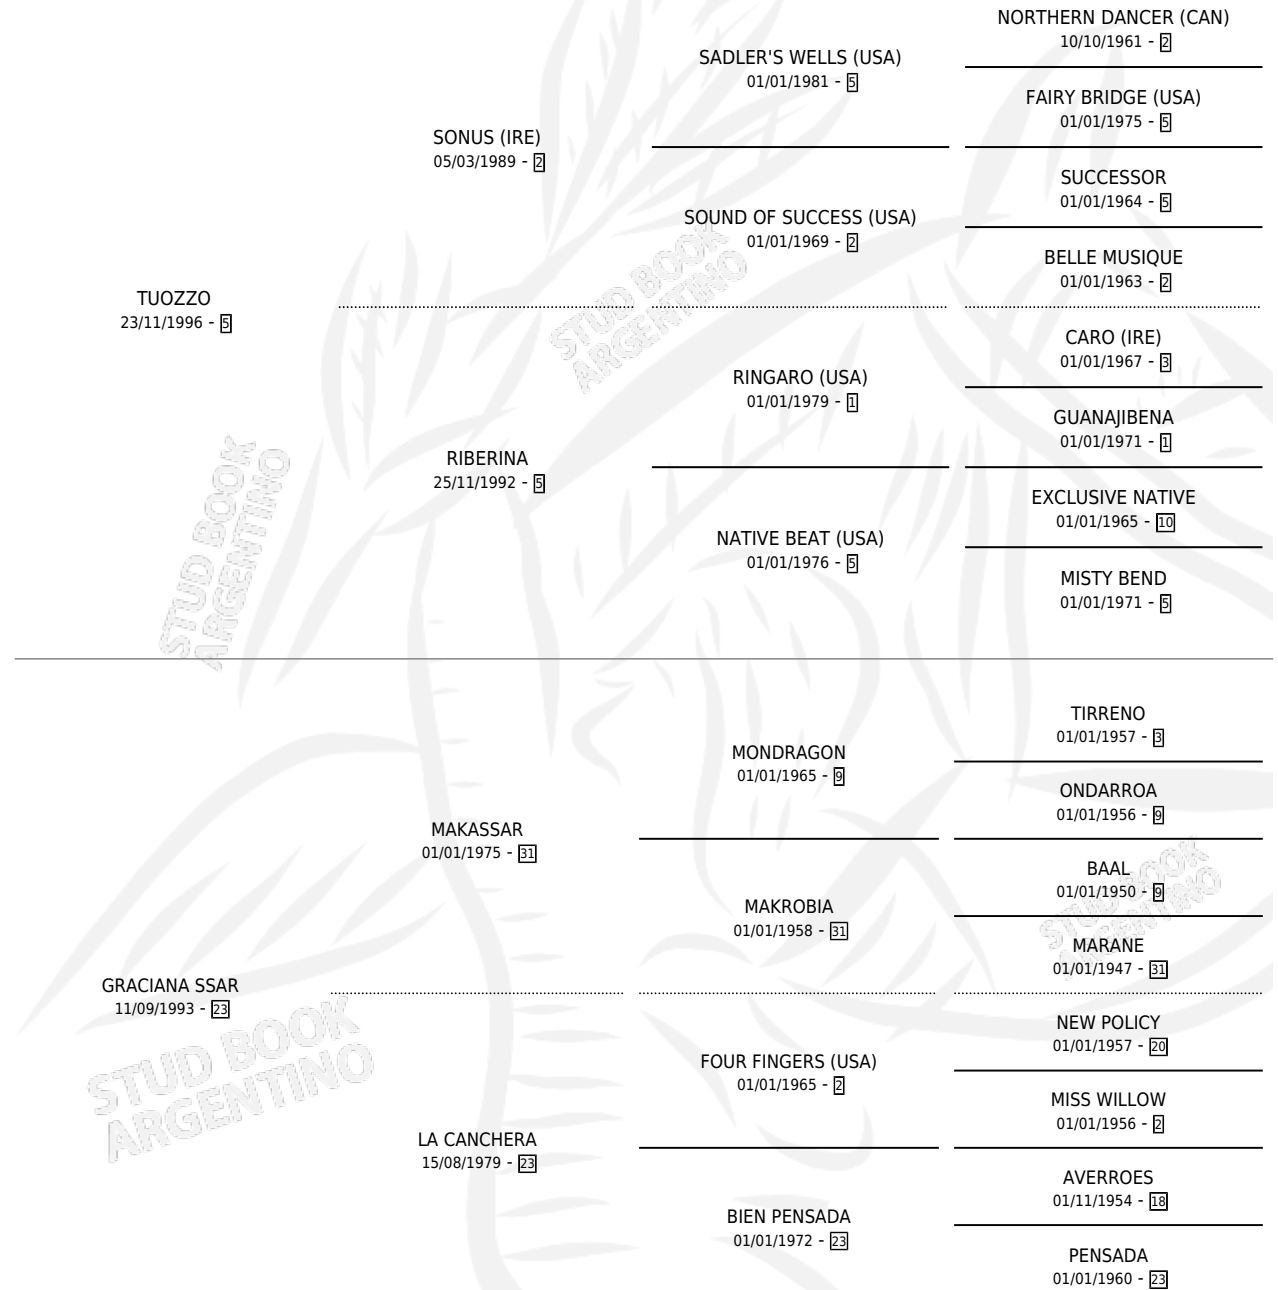 NORTHERN DANCER (CAN)
10/10/1961 - 2
SADLER'S WELLS (USA)
01/01/1981 - 5
FAIRY BRIDGE (USA)
01/01/1975 - 5
SONUS (IRE)
05/03/1989 - 2
SUCCESSOR
01/01/1964 - 5
SOUND OF SUCCESS (USA)
01/01/1969 - 2
BELLE MUSIQUE
01/01/1963 - 2
TUOZZO
23/11/1996 - 5
STUD BOOK
ARGENTINO
CARO (IRE)
01/01/1967 - 3
RINGARO (USA)
01/01/1979 - 1
GUANAJIBENA
01/01/1971 - 1
RIBERINA
25/11/1992 - 5
EXCLUSIVE NATIVE
01/01/1965 - 10
NATIVE BEAT (USA)
01/01/1976 - 5
MISTY BEND
01/01/1971 - 5
STUD BOOK
ARGENTINO
TIRRENO
01/01/1957 - 3
MONDRAGON
01/01/1965 - 9
ONDARROA
01/01/1956 - 9
MAKASSAR
01/01/1975 - 31
BAAL
01/01/1950 - 9
MAKROBIA
01/01/1958 - 31
STUD BOOK
ARGENTINO
MARANE
01/01/1947 - 31
GRACIANA SSAR
11/09/1993 - 23
NEW POLICY
01/01/1957 - 20
FOUR FINGERS (USA)
01/01/1965 - 2
MISS WILLOW
01/01/1956 - 2
STUD BOOK
ARGENTINO
LA CANCHERA
15/08/1979 - 23
AVERROES
01/11/1954 - 18
BIEN PENSADA
01/01/1972 - 23
PENSADA
01/01/1960 - 23